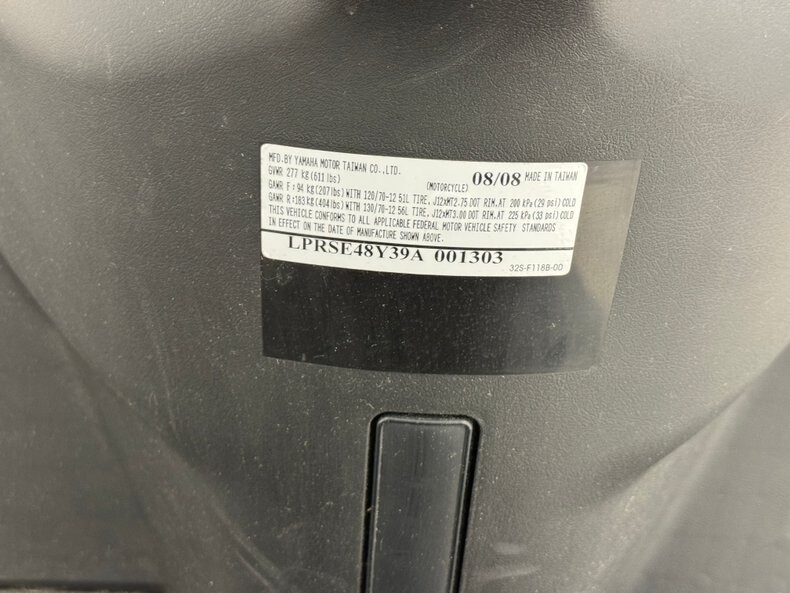 MFD.BY YAMAHA MOTOR TAIWAN CO.,LTD.
GVWR 277 kg(611 lbs) (MOTORCYCLE) 08/08 MADE IN TAIWAN
GAWR F: 94 kg(207 lbs) WITH 120/70-12 51L TIRE, J12xMT2.75 DOT RIM.AT 200 kPa(29 psi) COLD
GAWR R:183 kg(404 lbs) WITH 130/70-12 56L TIRE, J12xMT3.00 DOT RIM.AT 225 kPa(33 psi) COLD
THIS VEHICLE CONFORMS TO ALL APPLICABLE FEDERAL MOTOR VEHICLE SAFETY STANDARDS
IN EFFECT ON THE DATE OF MANUFACTURE SHOWN ABOVE.
LPRSE48Y39A 001303
32S-F118B-00